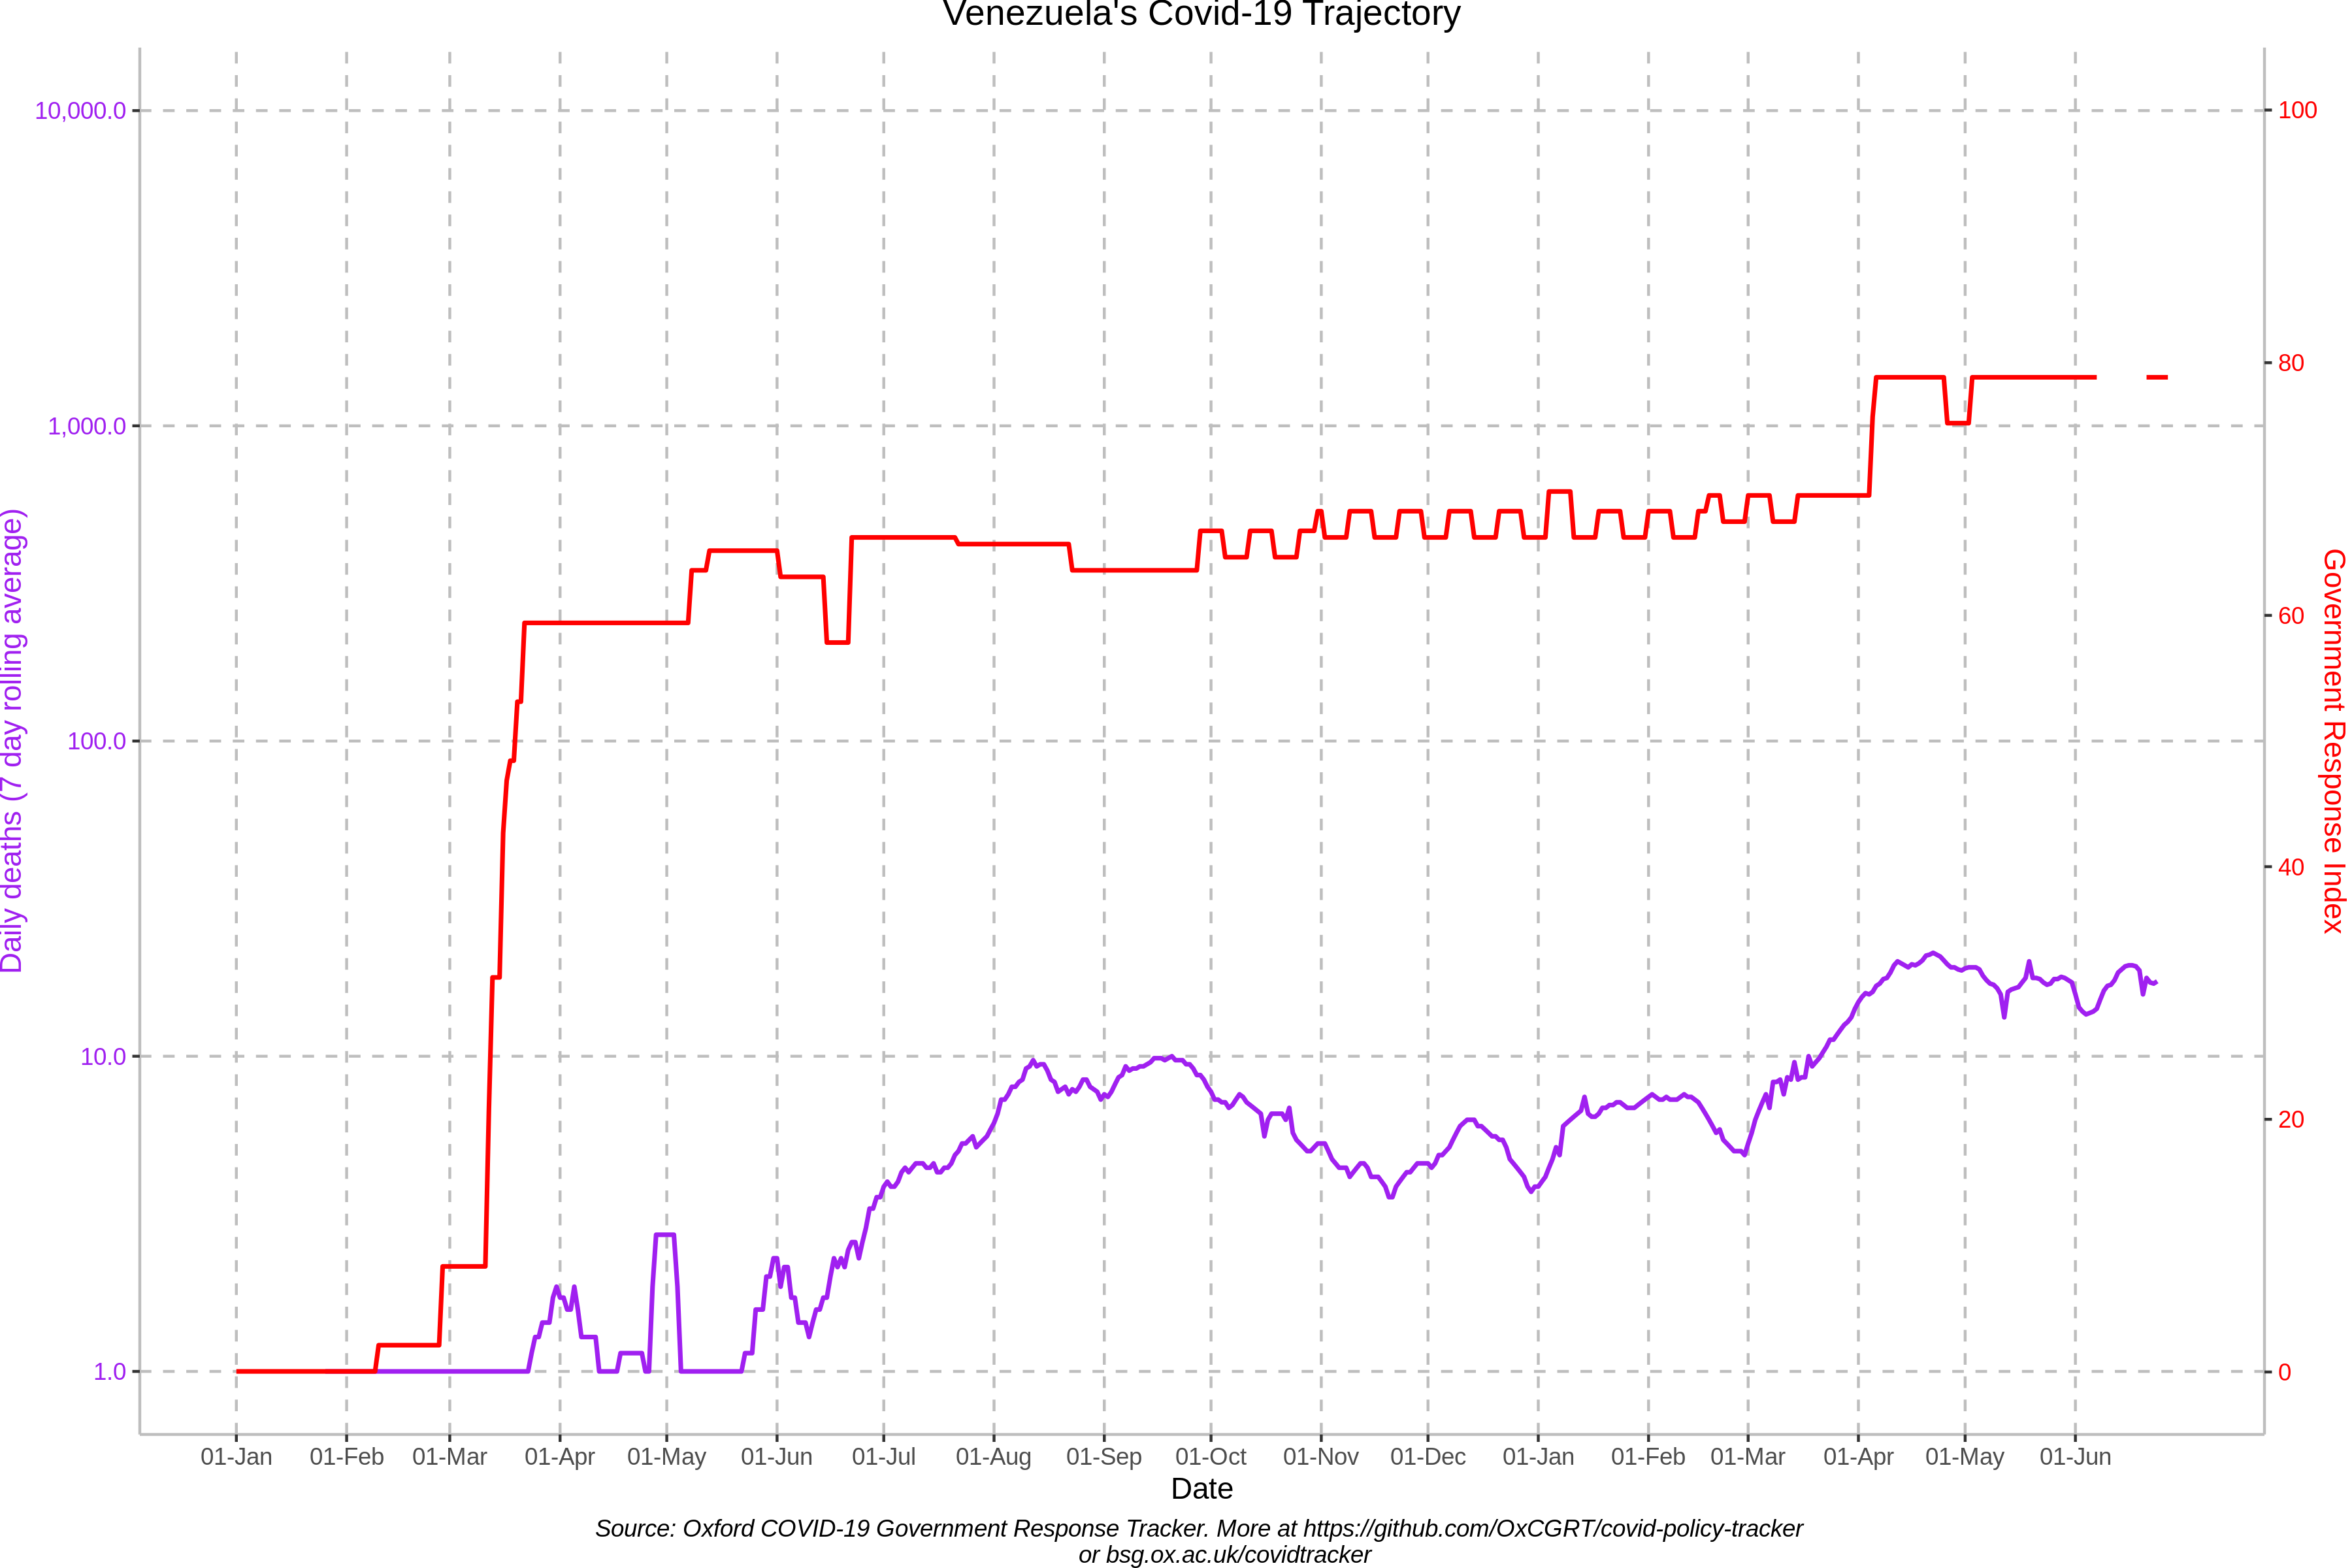 Venezuela's Covid-19 Trajectory
10,000.0
1,000.0
100.0
10.0
1.0
Daily deaths (7 day rolling average)
100
80
60
40
20
0
Government Response Index
01-Jan 01-Feb 01-Mar 01-Apr 01-May 01-Jun 01-Jul 01-Aug 01-Sep 01-Oct 01-Nov 01-Dec 01-Jan 01-Feb 01-Mar 01-Apr 01-May 01-Jun
Date
Source: Oxford COVID-19 Government Response Tracker. More at https://github.com/OxCGRT/covid-policy-tracker
or bsg.ox.ac.uk/covidtracker